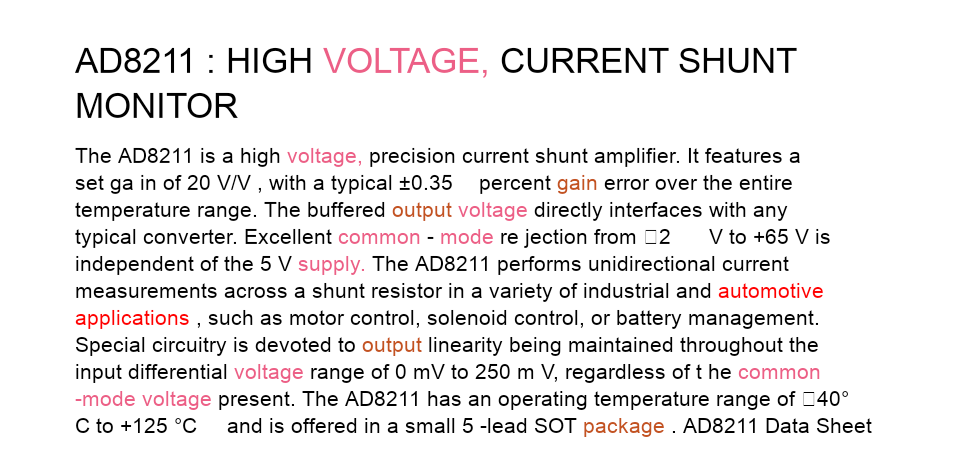 AD8211 : HIGH VOLTAGE, CURRENT SHUNT
MONITOR
The AD8211 is a high voltage, precision current shunt amplifier. It features a
set ga in of 20 V/V , with a typical ±0.35 percent gain error over the entire
temperature range. The buffered output voltage directly interfaces with any
typical converter. Excellent common - mode re jection from □2 V to +65 V is
independent of the 5 V supply. The AD8211 performs unidirectional current
measurements across a shunt resistor in a variety of industrial and automotive
applications , such as motor control, solenoid control, or battery management.
Special circuitry is devoted to output linearity being maintained throughout the
input differential voltage range of 0 mV to 250 m V, regardless of t he common
-mode voltage present. The AD8211 has an operating temperature range of □40°
C to +125 °C and is offered in a small 5 -lead SOT package . AD8211 Data Sheet